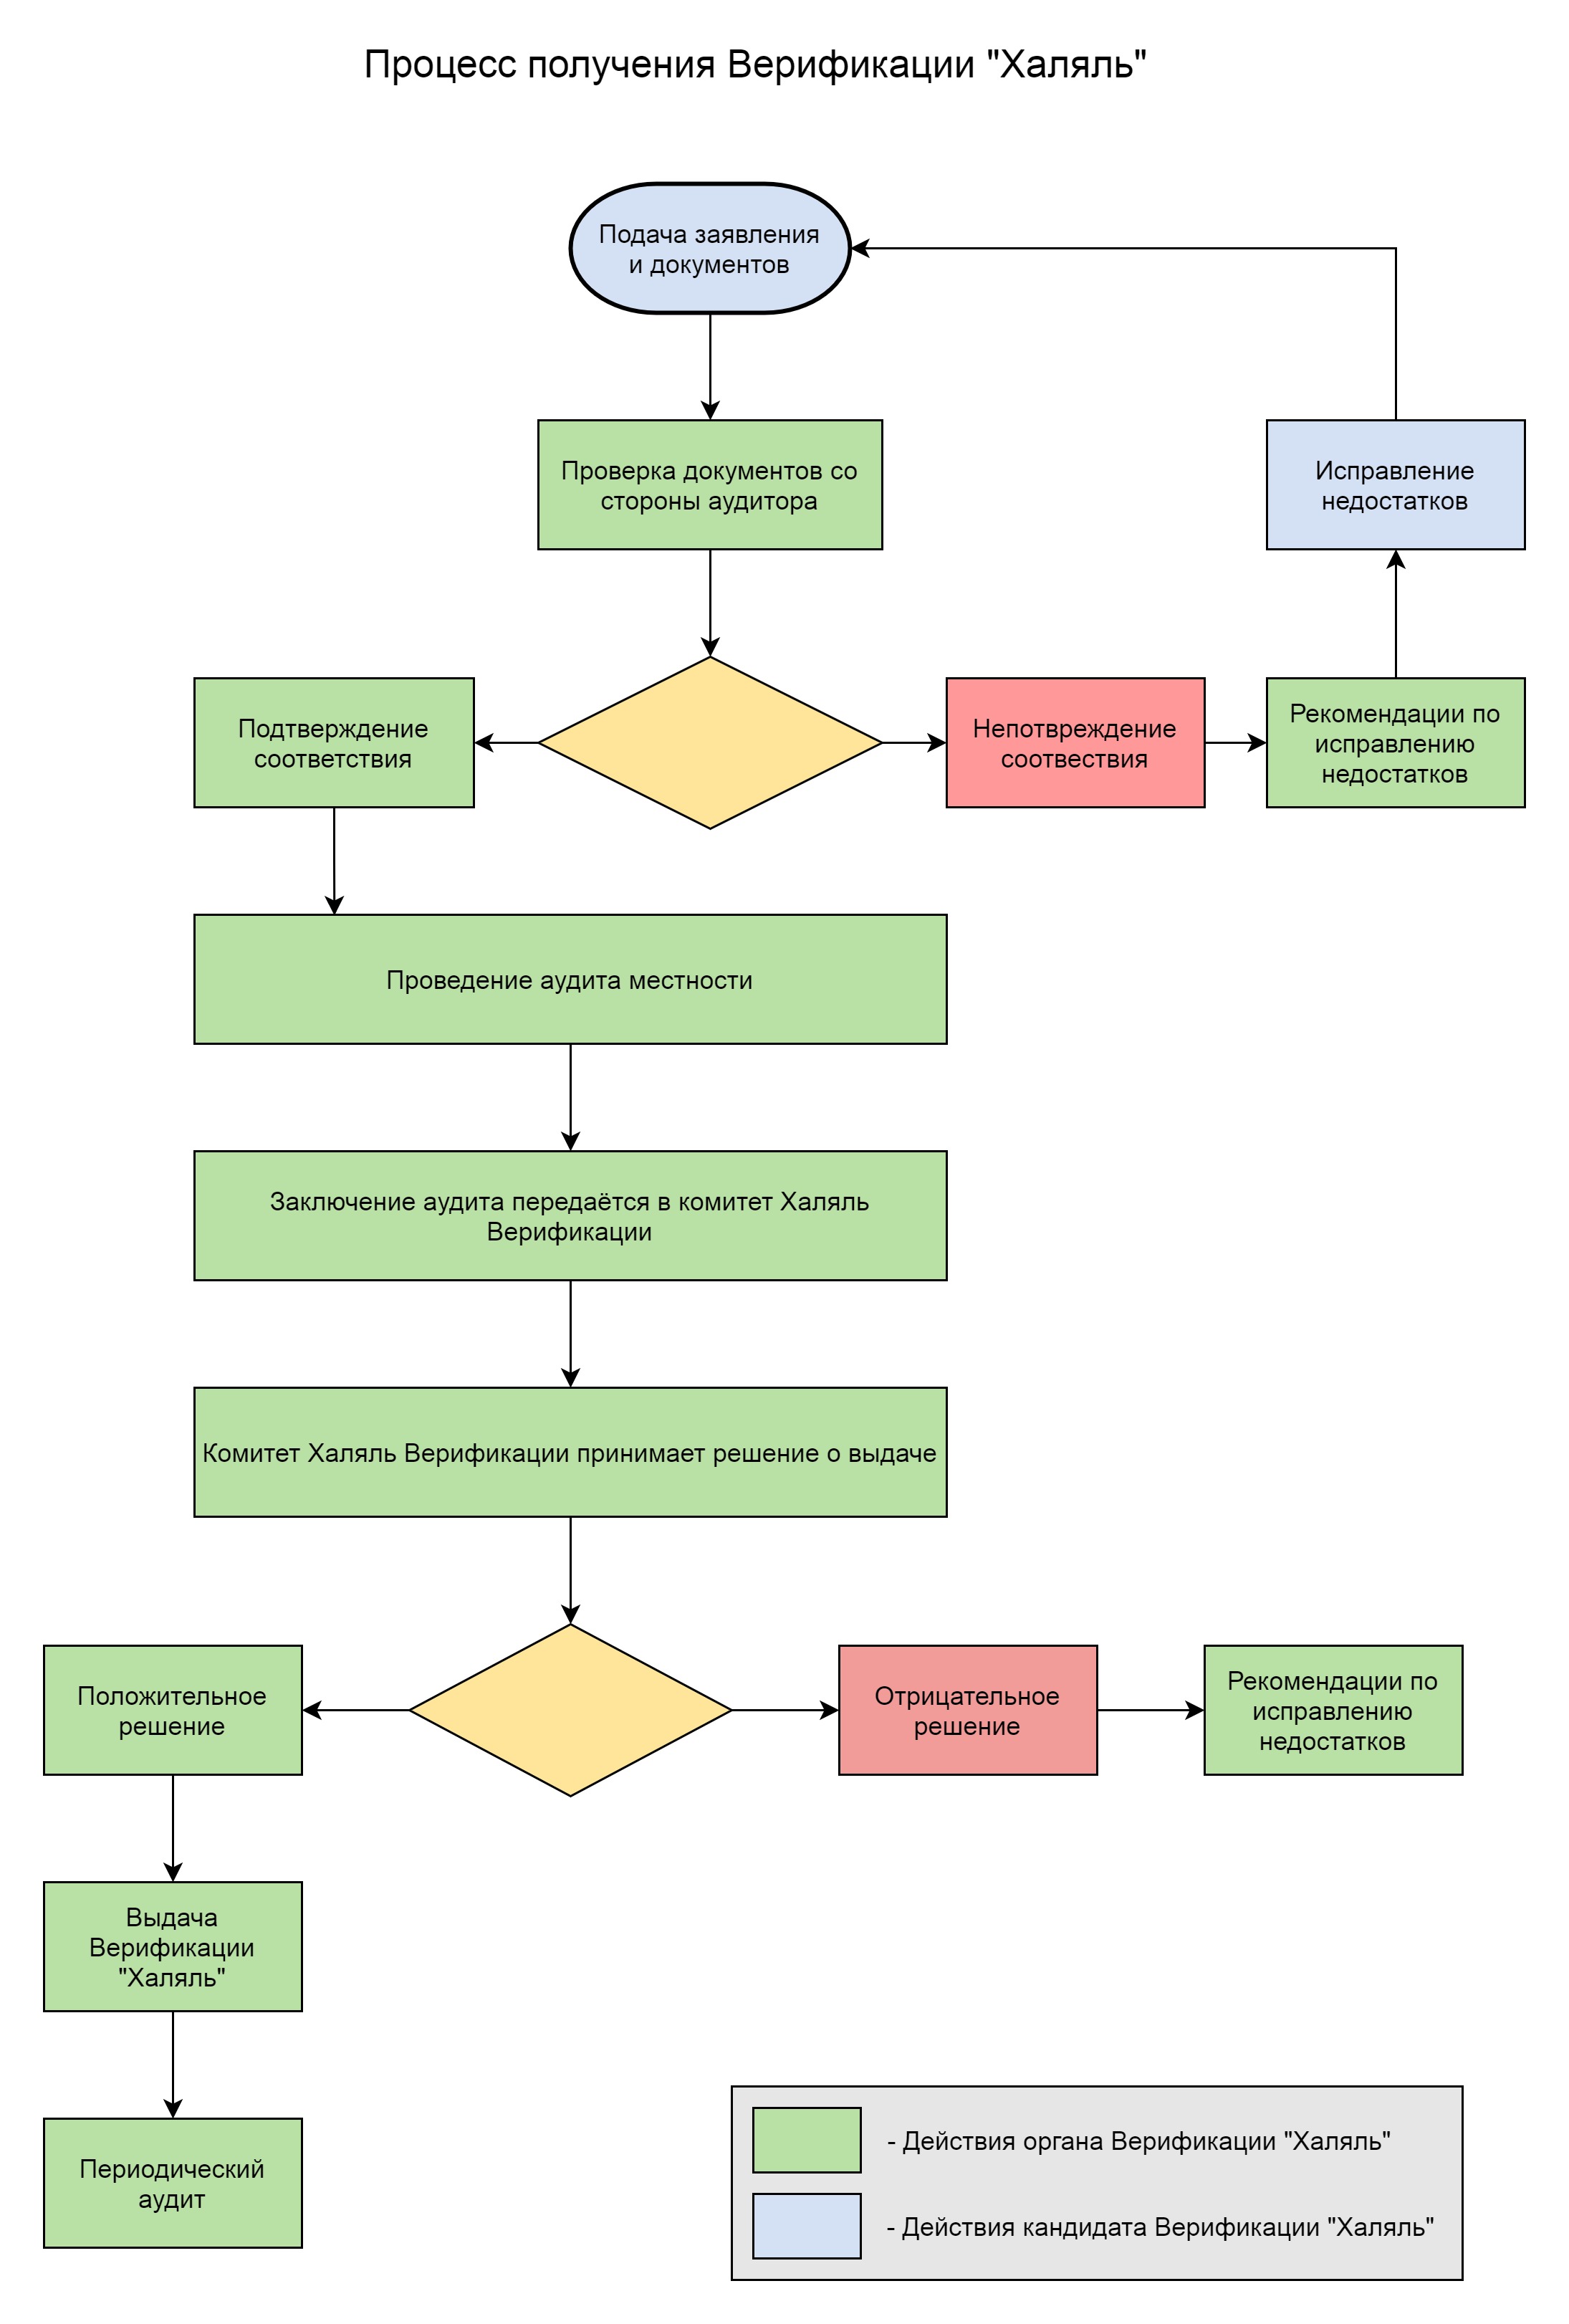 Процесс получения Верификации "Халяль"
Подача заявления
и документов
Проверка документов со
стороны аудитора
Исправление
недостатков
Подтверждение
соответствия
Непотвреждение
соотвествия
Рекомендации по
исправлению
недостатков
Проведение аудита местности
Заключение аудита передаётся в комитет Халяль
Верификации
Комитет Халяль Верификации принимает решение о выдаче
Положительное
решение
Отрицательное
решение
Рекомендации по
исправлению
недостатков
Выдача
Верификации
"Халяль"
Периодический
аудит
- Действия органа Верификации "Халяль"
- Действия кандидата Верификации "Халяль"